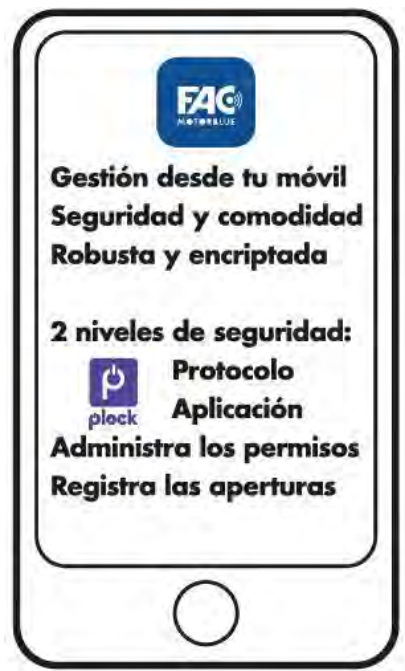 FAC
MOTORBLUE
Gestión desde tu móvil
Seguridad y comodidad
Robusta y encriptada
2 niveles de seguridad:
Protocolo
plock
Aplicación
Administra los permisos
Registra las aperturas